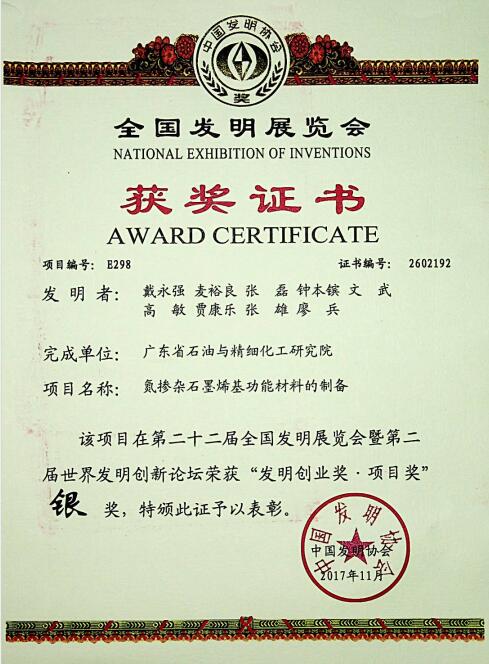 中国发明协会
奖
全国发明展览会
NATIONAL EXHIBITION OF INVENTIONS
获奖证书
AWARD CERTIFICATE
项目编号: E298 证书编号: 2602192
发明者: 戴永强 麦裕良 张磊 钟本镔 文武
高敏 贾康乐 张雄 廖兵
完成单位: 广东省石油与精细化工研究院
项目名称: 氮掺杂石墨烯基功能材料的制备
该项目在第二十二届全国发明展览会暨第二
届世界发明创新论坛荣获“发明创业奖·项目奖”
银奖，特颁此证予以表彰。
中国发明协会
中国发明协会
2017年11月